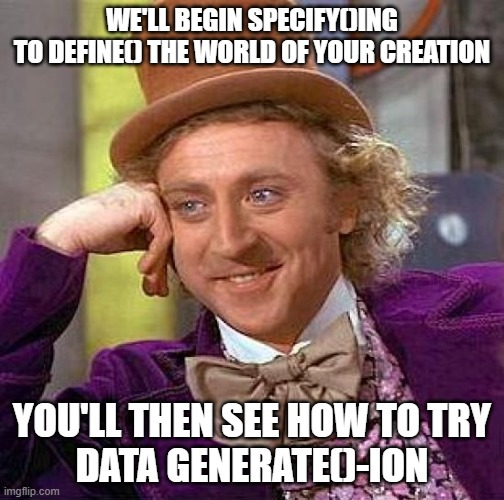 WE'LL BEGIN SPECIFY()ING
TO DEFINE() THE WORLD OF YOUR CREATION
YOU'LL THEN SEE HOW TO TRY
DATA GENERATE()-ION
imgflip.com